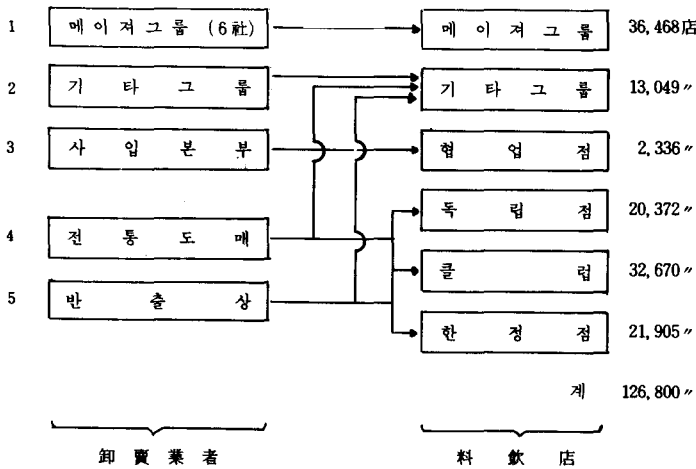 1 메이져그룹 (6社) 메이져그룹 36,468店
2 기타그룹 기타그룹 13,049〃
3 사입본부 협업점 2,336〃
독립점 20,372〃
4 전통도매
클럽 32,670〃
5 반출상
한정점 21,905〃
계 126,800〃
卸賣業者 料飮店